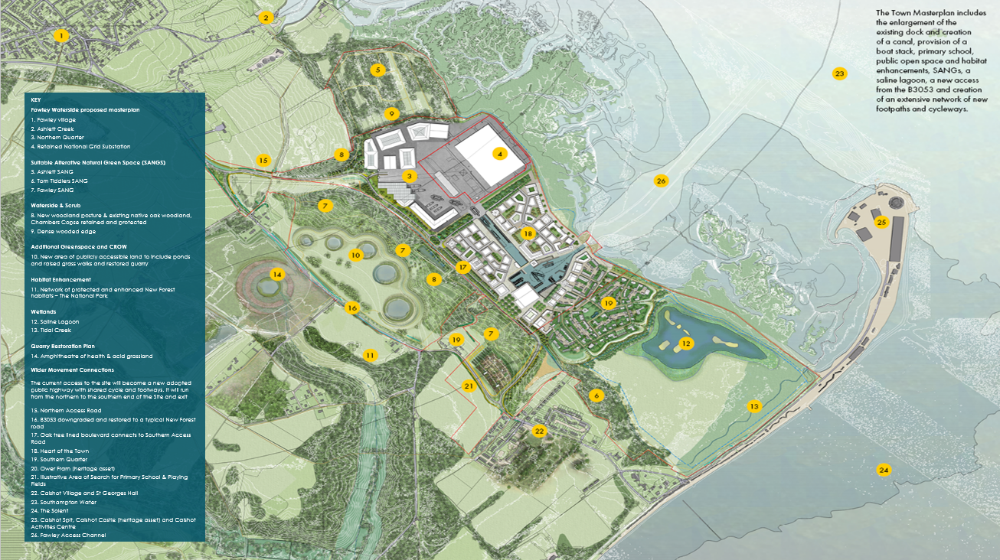 The Town Masterplan includes
the enlargement of the
existing dock and creation
of a canal, provision of a
boat stack, primary school,
public open space and habitat
enhancements, SANGs, a
saline lagoon, a new access
from the B3053 and creation
of an extensive network of new
footpaths and cycleways.
KEY
Fawley Waterside proposed masterplan
1. Fawley village
2. Ashlett Creek
3. Northern Quarter
4. Retained National Grid Substation
Suitable Alterative Natural Green Space (SANGS)
5. Ashlett SANG
6. Tom Tiddlers SANG
7. Fawley SANG
Waterside & Scrub
8. New woodland pasture & existing native oak woodland,
Chambers Copse retained and protected
9. Dense wooded edge
Additional Greenspace and CROW
10. New area of publicly accessible land to include ponds
and raised grass walks and restored quarry
Habitat Enhancement
11. Network of protected and enhanced New Forest
habitats – The National Park
Wetlands
12. Saline Lagoon
13. Tidal Creek
Quarry Restoration Plan
14. Amphitheatre of health & acid grassland
Wider Movement Connections
The current access to the site will become a new adopted
public highway with shared cycle and footways. It will run
from the northern to the southern end of the Site and exit
15. Northern Access Road
16. B3053 downgraded and restored to a typical New Forest
road
17. Oak tree lined boulevard connects to Southern Access
Road
18. Heart of the Town
19. Southern Quarter
20. Ower Fram (heritage asset)
21. Illustrative Area of Search for Primary School & Playing
Fields
22. Calshot Village and St Georges Hall
23. Southampton Water
24. The Solent
25. Calshot Spit, Calshot Castle (heritage asset) and Calshot
Activities Centre
26. Fawley Access Channel
1
2
5
23
9
8
15
4
3
26
7
25
18
10
7
17
14
8
19
16
19
7
12
11
21
6
13
22
24